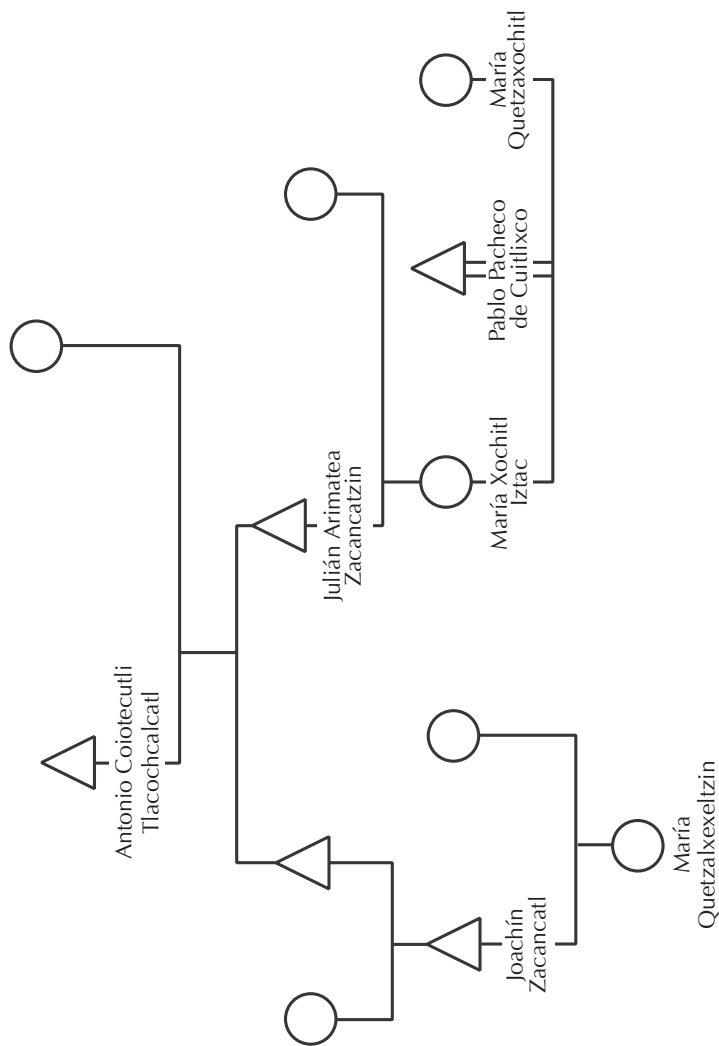 Antonio Coiotecutli
Tlacochcalcatl
Julián Arimatea
Zacancatzin
Joachín
Zacancatl
María Xochitl
Iztac
Pablo Pacheco
de Cuitlixco
María
Quetzaxochitl
María
Quetzalxexeltzin